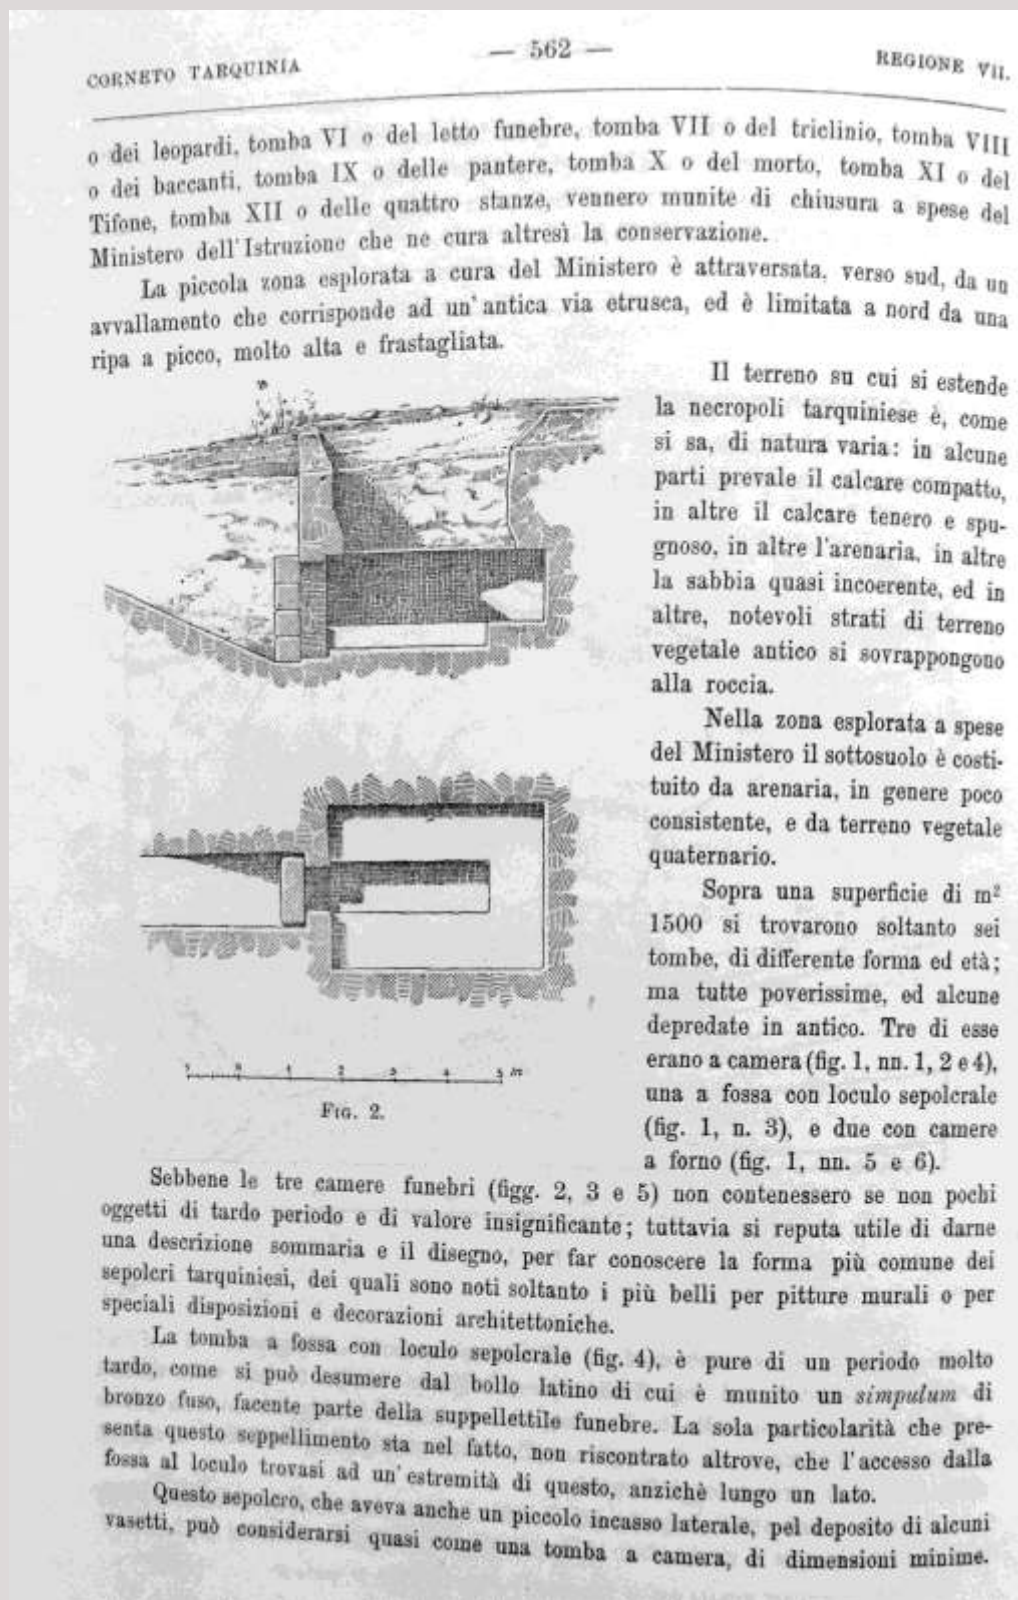 CORNETO TARQUINIA
— 562 —
REGIONE VII.
o dei leopardi, tomba VI o del letto funebre, tomba VII o del triclinio, tomba VIII
o dei baccanti, tomba IX o delle pantere, tomba X o del morto, tomba XI o del
Tifone, tomba XII o delle quattro stanze, vennero munite di chiusura a spese del
Ministero dell'Istruzione che ne cura altresì la conservazione.
La piccola zona esplorata a cura del Ministero è attraversata, verso sud, da un
avvallamento che corrisponde ad un'antica via etrusca, ed è limitata a nord da una
ripa a picco, molto alta e frastagliata.
Il terreno su cui si estende
la necropoli tarquiniese è, come
si sa, di natura varia: in alcune
parti prevale il calcare compatto,
in altre il calcare tenero e spu-
gnoso, in altre l'arenaria, in altre
la sabbia quasi incoerente, ed in
altre, notevoli strati di terreno
vegetale antico si sovrappongono
alla roccia.
Nella zona esplorata a spese
del Ministero il sottosuolo è costi-
tuito da arenaria, in genere poco
consistente, e da terreno vegetale
quaternario.
Sopra una superficie di m²
1500 si trovarono soltanto sei
tombe, di differente forma ed età;
ma tutte poverissime, ed alcune
depredate in antico. Tre di esse
erano a camera (fig. 1, nn. 1, 2 e 4),
una a fossa con loculo sepolcrale
(fig. 1, n. 3), e due con camere
a forno (fig. 1, nn. 5 e 6).
1 0 1 2 3 4 5 m
FIG. 2.
Sebbene le tre camere funebri (figg. 2, 3 e 5) non contenessero se non pochi
oggetti di tardo periodo e di valore insignificante; tuttavia si reputa utile di darne
una descrizione sommaria e il disegno, per far conoscere la forma più comune dei
sepolcri tarquiniesi, dei quali sono noti soltanto i più belli per pitture murali o per
speciali disposizioni e decorazioni architettoniche.
La tomba a fossa con loculo sepolcrale (fig. 4), è pure di un periodo molto
tardo, come si può desumere dal bollo latino di cui è munito un simpulum di
bronzo fuso, facente parte della suppellettile funebre. La sola particolarità che pre-
senta questo seppellimento sta nel fatto, non riscontrato altrove, che l'accesso dalla
fossa al loculo trovasi ad un'estremità di questo, anzichè lungo un lato.
Questo sepolcro, che aveva anche un piccolo incasso laterale, pel deposito di alcuni
vasetti, può considerarsi quasi come una tomba a camera, di dimensioni minime.